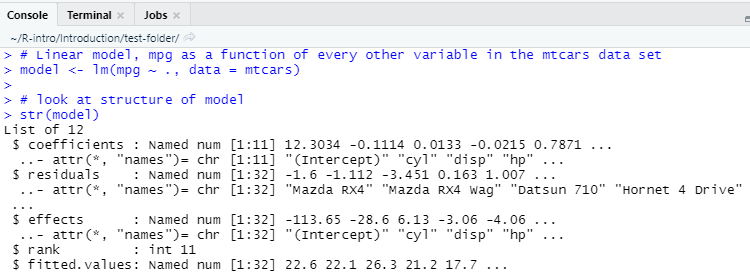 Console Terminal × Jobs ×
~/R-intro/Introduction/test-folder/
> # Linear model, mpg as a function of every other variable in the mtcars data set
> model <- lm(mpg ~ ., data = mtcars)
>
> # look at structure of model
> str(model)
List of 12
 $ coefficients : Named num [1:11] 12.3034 -0.1114 0.0133 -0.0215 0.7871 ...
  ..- attr(*, "names")= chr [1:11] "(Intercept)" "cyl" "disp" "hp" ...
 $ residuals    : Named num [1:32] -1.6 -1.112 -3.451 0.163 1.007 ...
  ..- attr(*, "names")= chr [1:32] "Mazda RX4" "Mazda RX4 Wag" "Datsun 710" "Hornet 4 Drive"
...
 $ effects      : Named num [1:32] -113.65 -28.6 6.13 -3.06 -4.06 ...
  ..- attr(*, "names")= chr [1:32] "(Intercept)" "cyl" "disp" "hp" ...
 $ rank         : int 11
 $ fitted.values: Named num [1:32] 22.6 22.1 26.3 21.2 17.7 ...